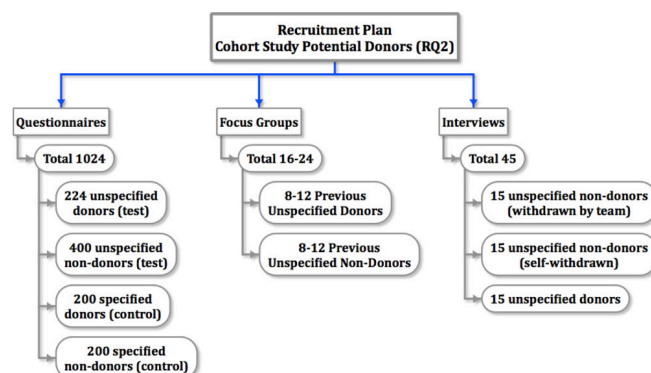 Recruitment Plan
Cohort Study Potential Donors (RQ2)
Questionnaires
Total 1024
224 unspecified
donors (test)
400 unspecified
non-donors (test)
200 specified
donors (control)
200 specified
non-donors (control)
Focus Groups
Total 16-24
8-12 Previous
Unspecified Donors
8-12 Previous
Unspecified Non-Donors
Interviews
Total 45
15 unspecified non-donors
(withdrawn by team)
15 unspecified non-donors
(self-withdrawn)
15 unspecified donors